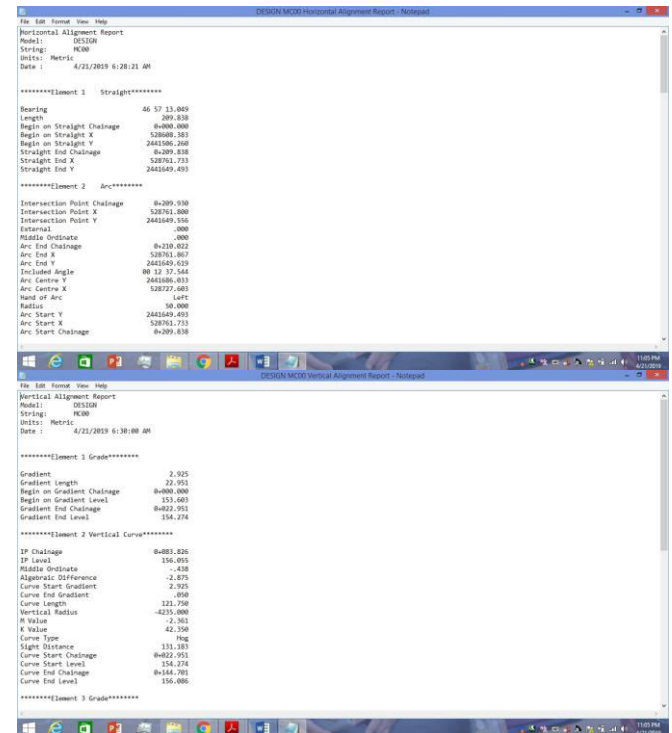 DESIGN MC00 Horizontal Alignment Report - Notepad
File Edit Format View Help
Horizontal Alignment Report
Model: DESIGN
String: MC00
Units: Metric
Date : 4/21/2019 6:28:21 AM
********Element 1 Straight********
Bearing 46 57 13.049
Length 209.838
Begin on Straight Chainage 0+000.000
Begin on Straight X 528608.383
Begin on Straight Y 2441506.260
Straight End Chainage 0+209.838
Straight End X 528761.733
Straight End Y 2441649.493
********Element 2 Arc********
Intersection Point Chainage 0+209.930
Intersection Point X 528761.800
Intersection Point Y 2441649.556
External .000
Middle Ordinate .000
Arc End Chainage 0+210.022
Arc End X 528761.867
Arc End Y 2441649.619
Included Angle 00 12 37.544
Arc Centre Y 2441686.033
Arc Centre X 528727.603
Hand of Arc Left
Radius 50.000
Arc Start Y 2441649.493
Arc Start X 528761.733
Arc Start Chainage 0+209.838
11:05 PM
4/21/2019
DESIGN MC00 Vertical Alignment Report - Notepad
File Edit Format View Help
Vertical Alignment Report
Model: DESIGN
String: MC00
Units: Metric
Date : 4/21/2019 6:30:00 AM
********Element 1 Grade********
Gradient 2.925
Gradient Length 22.951
Begin on Gradient Chainage 0+000.000
Begin on Gradient Level 153.603
Gradient End Chainage 0+022.951
Gradient End Level 154.274
********Element 2 Vertical Curve********
IP Chainage 0+083.826
IP Level 156.055
Middle Ordinate -.438
Algebraic Difference -2.875
Curve Start Gradient 2.925
Curve End Gradient .050
Curve Length 121.750
Vertical Radius -4235.000
M Value -2.361
K Value 42.350
Curve Type Hog
Sight Distance 131.183
Curve Start Chainage 0+022.951
Curve Start Level 154.274
Curve End Chainage 0+144.701
Curve End Level 156.086
********Element 3 Grade********
11:05 PM
4/21/2019